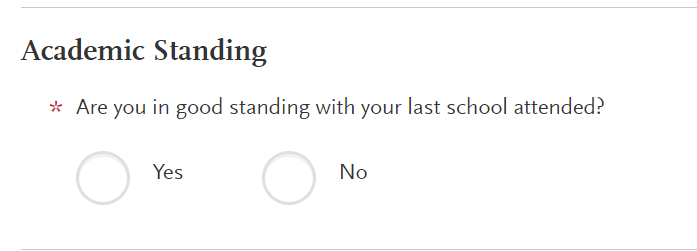 Academic Standing
* Are you in good standing with your last school attended?
Yes No